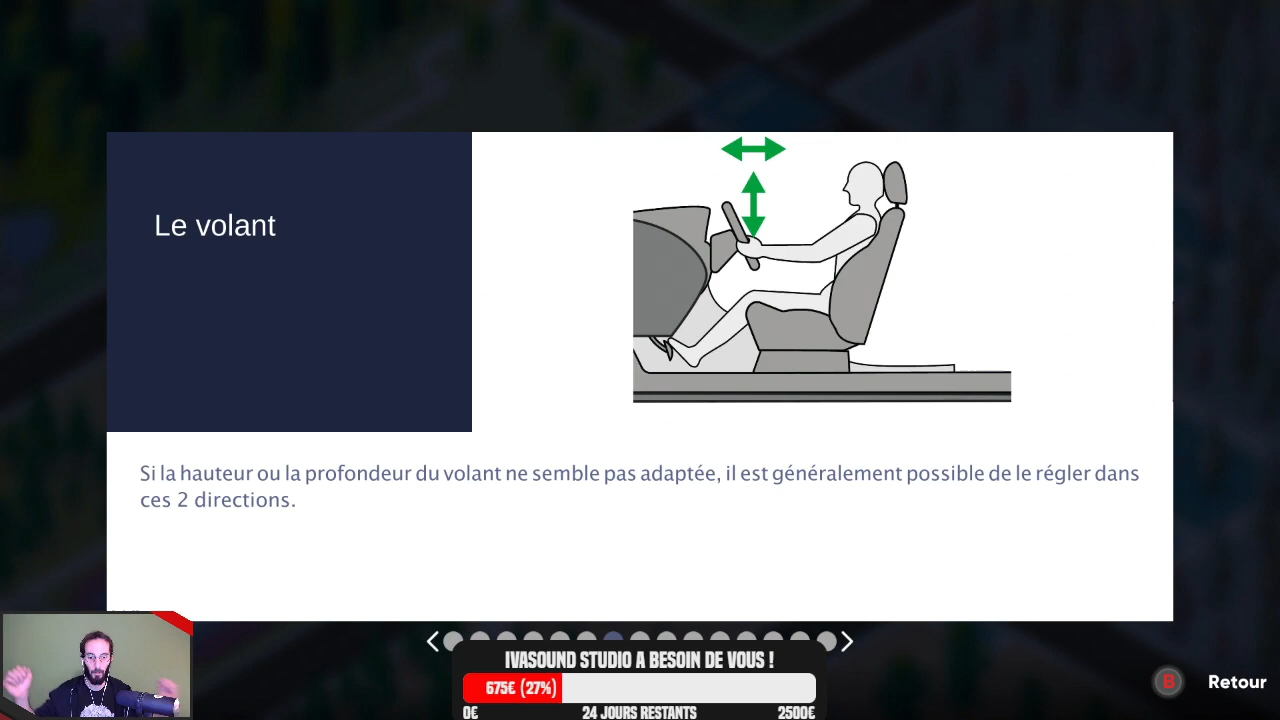 Le volant
Si la hauteur ou la profondeur du volant ne semble pas adaptée, il est généralement possible de le régler dans
ces 2 directions.
IVASOUND STUDIO A BESOIN DE VOUS !
675€ (27%)
0€ 24 JOURS RESTANTS 2500€
B Retour